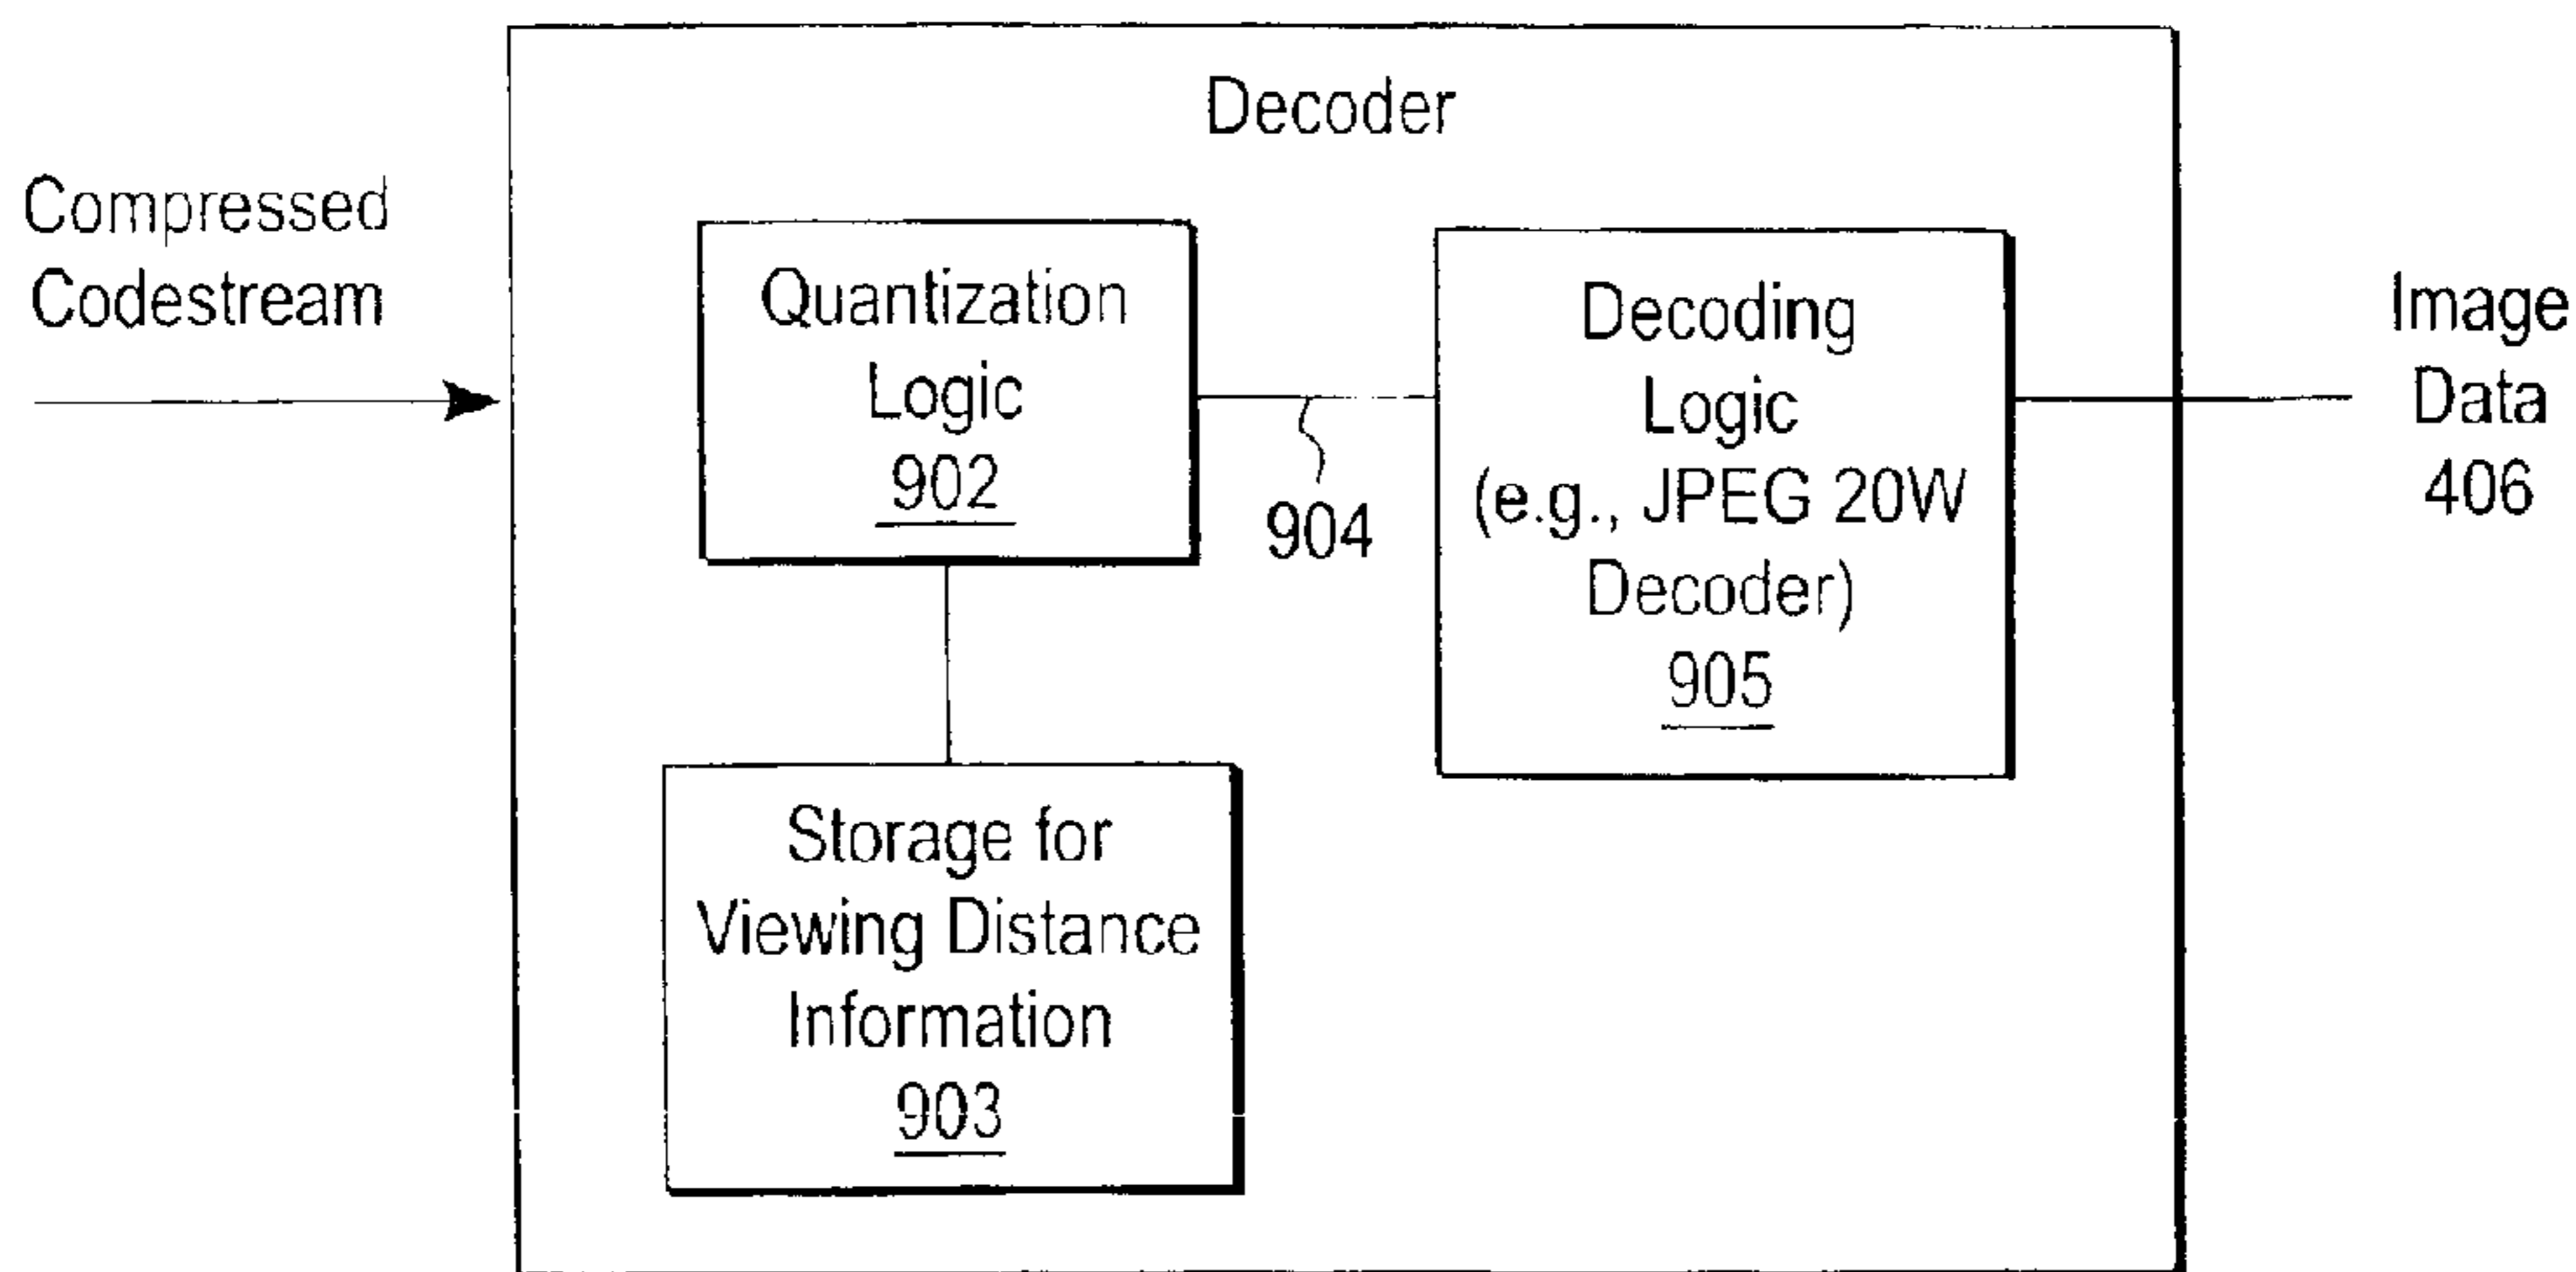 Decoder
Compressed
Codestream
Quantization
Logic
902
904
Decoding
Logic
(e.g., JPEG 20W
Decoder)
905
Image
Data
406
Storage for
Viewing Distance
Information
903